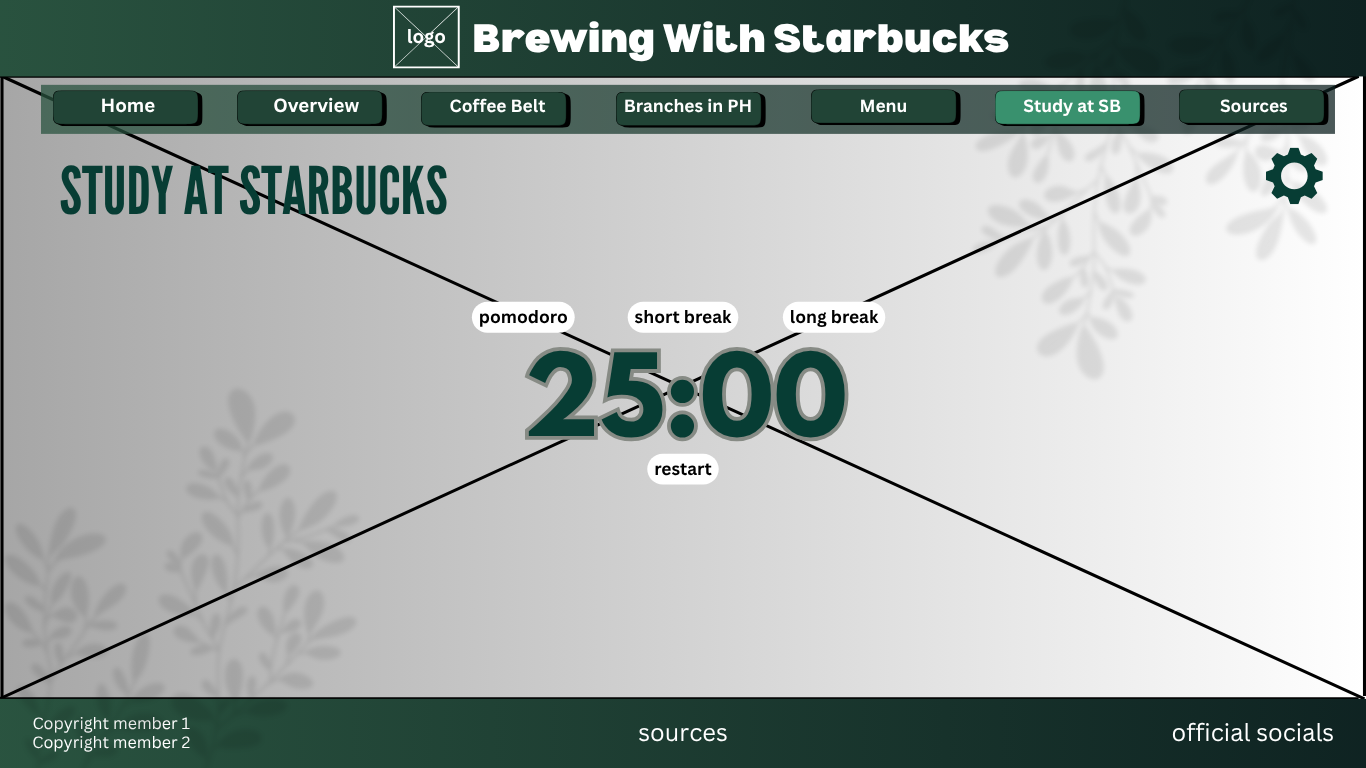 logo
Brewing With Starbucks
Home
Overview
Coffee Belt
Branches in PH
Menu
Study at SB
Sources
STUDY AT STARBUCKS
pomodoro
short break
long break
25:00
restart
Copyright member 1
Copyright member 2
sources
official socials